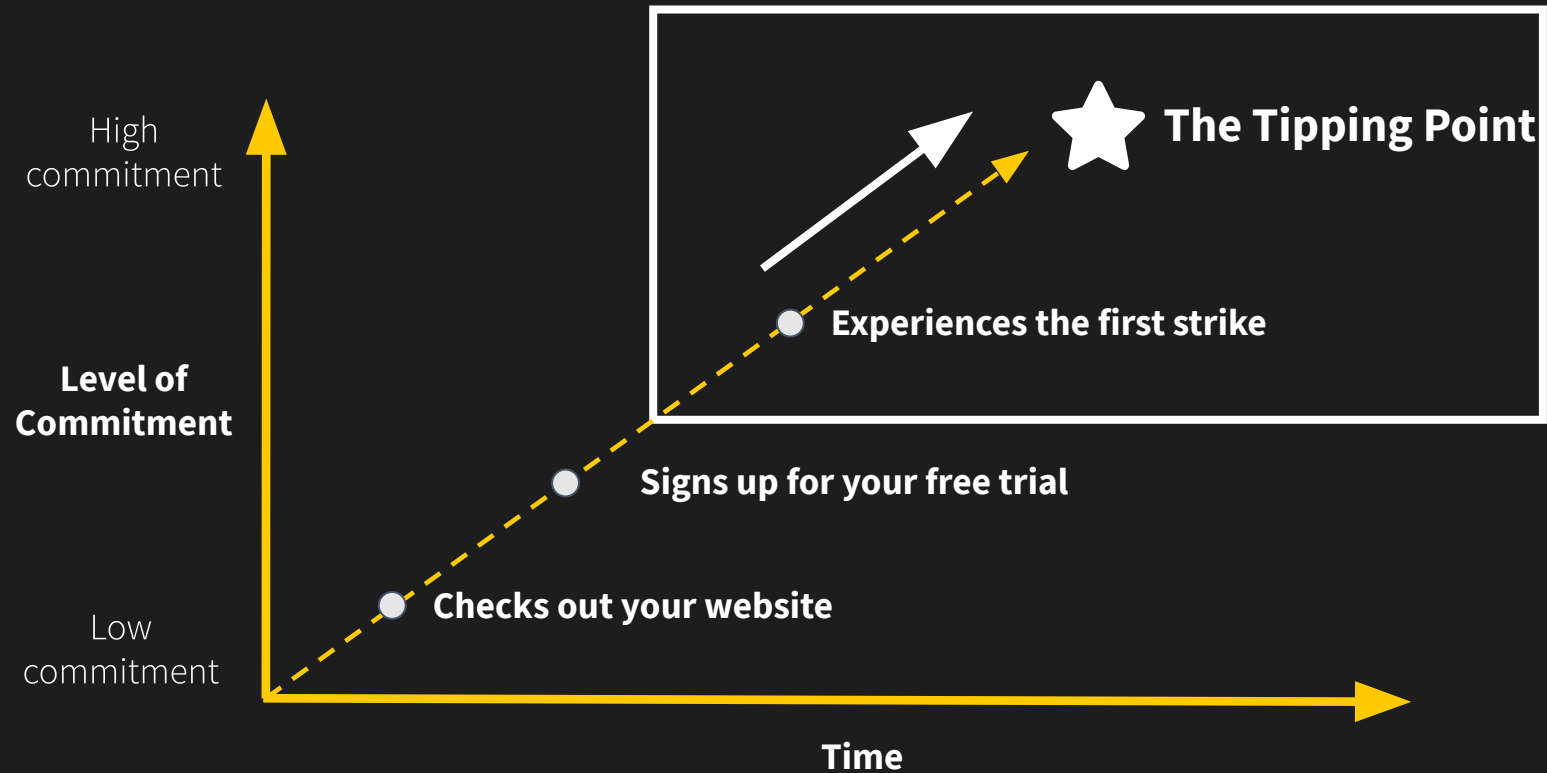 High
commitment
The Tipping Point
Experiences the first strike
Level of
Commitment
Signs up for your free trial
Checks out your website
Low
commitment
Time